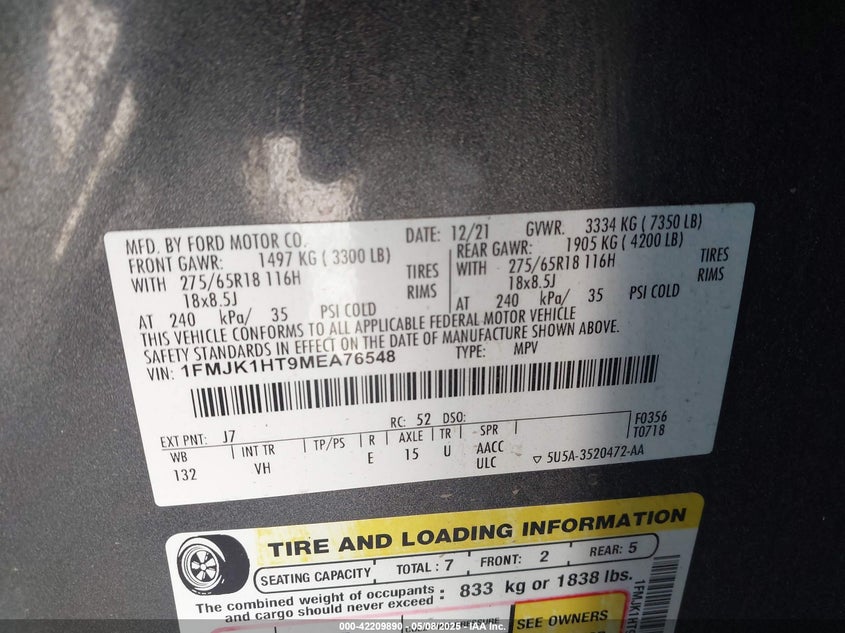 MFD. BY FORD MOTOR CO. DATE: 12/21 GVWR. 3334 KG ( 7350 LB)
FRONT GAWR: 1497 KG ( 3300 LB) REAR GAWR: 1905 KG ( 4200 LB)
WITH 275/65R18 116H TIRES WITH 275/65R18 116H TIRES
18x8.5J RIMS 18x8.5J RIMS
AT 240 kPa/ 35 PSI COLD AT 240 kPa/ 35 PSI COLD
THIS VEHICLE CONFORMS TO ALL APPLICABLE FEDERAL MOTOR VEHICLE
SAFETY STANDARDS IN EFFECT ON THE DATE OF MANUFACTURE SHOWN ABOVE.
VIN: 1FMJK1HT9MEA76548 TYPE: MPV
F0356
EXT PNT: J7 RC: 52 DSO: T0718
WB INT TR TP/PS R AXLE TR SPR
132 VH E 15 U AACC
ULC ▽ 5U5A-3520472-AA
TIRE AND LOADING INFORMATION
SEATING CAPACITY TOTAL : 7 FRONT: 2 REAR: 5
The combined weight of occupants
and cargo should never exceed : 833 kg or 1838 lbs.
SEE OWNERS
000-42209890 - 05/08/2025 - IAA Inc.